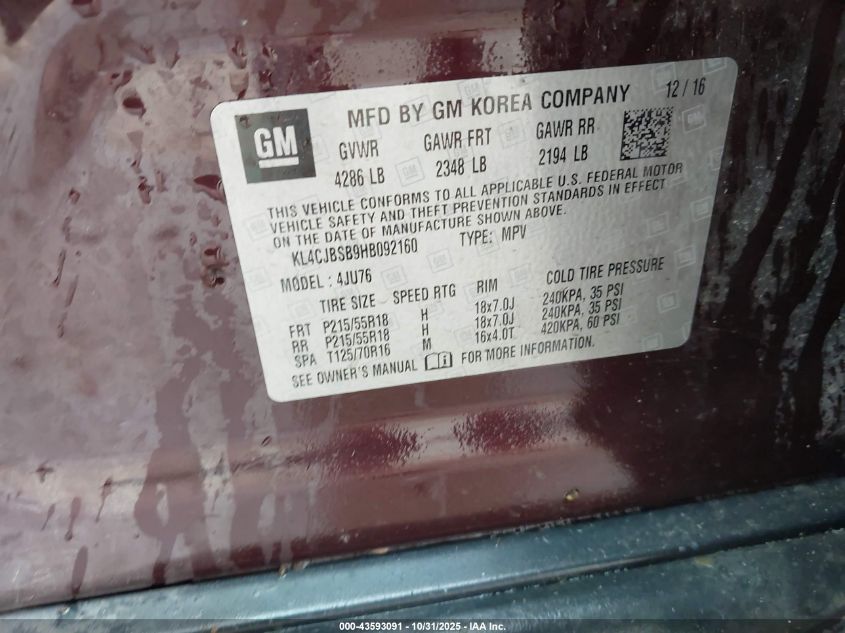 MFD BY GM KOREA COMPANY 12 / 16
GM
GVWR GAWR FRT GAWR RR
4286 LB 2348 LB 2194 LB
THIS VEHICLE CONFORMS TO ALL APPLICABLE U.S. FEDERAL MOTOR
VEHICLE SAFETY AND THEFT PREVENTION STANDARDS IN EFFECT
ON THE DATE OF MANUFACTURE SHOWN ABOVE.
KL4CJBSB9HB092160 TYPE: MPV
MODEL : 4JU76
TIRE SIZE SPEED RTG RIM COLD TIRE PRESSURE
FRT P215/55R18 H 18x7.0J 240KPA, 35 PSI
RR P215/55R18 H 18x7.0J 240KPA, 35 PSI
SPA T125/70R16 M 16x4.0T 420KPA, 60 PSI
SEE OWNER'S MANUAL FOR MORE INFORMATION.
000-43593091 - 10/31/2025 - IAA Inc.